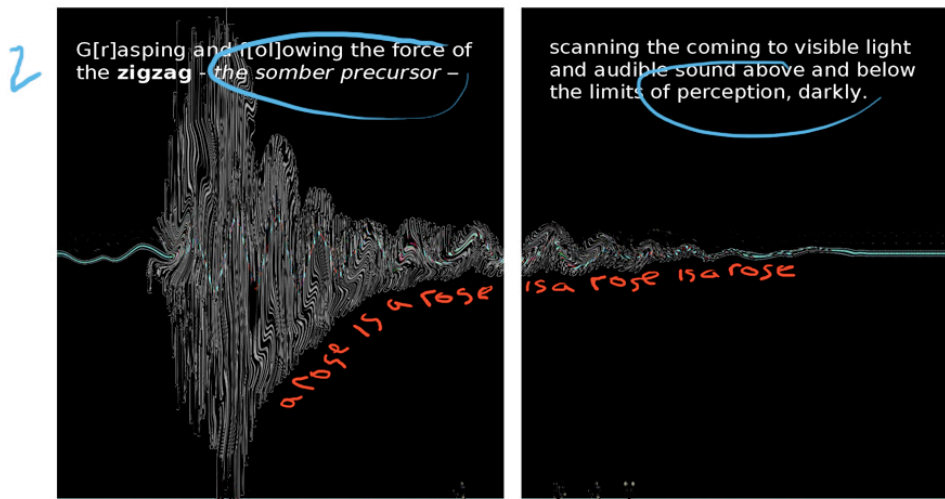 2
G[r]asping and f[ol]lowing the force of
the zigzag - the somber precursor –
scanning the coming to visible light
and audible sound above and below
the limits of perception, darkly.
a rose is a rose
is a rose is a rose